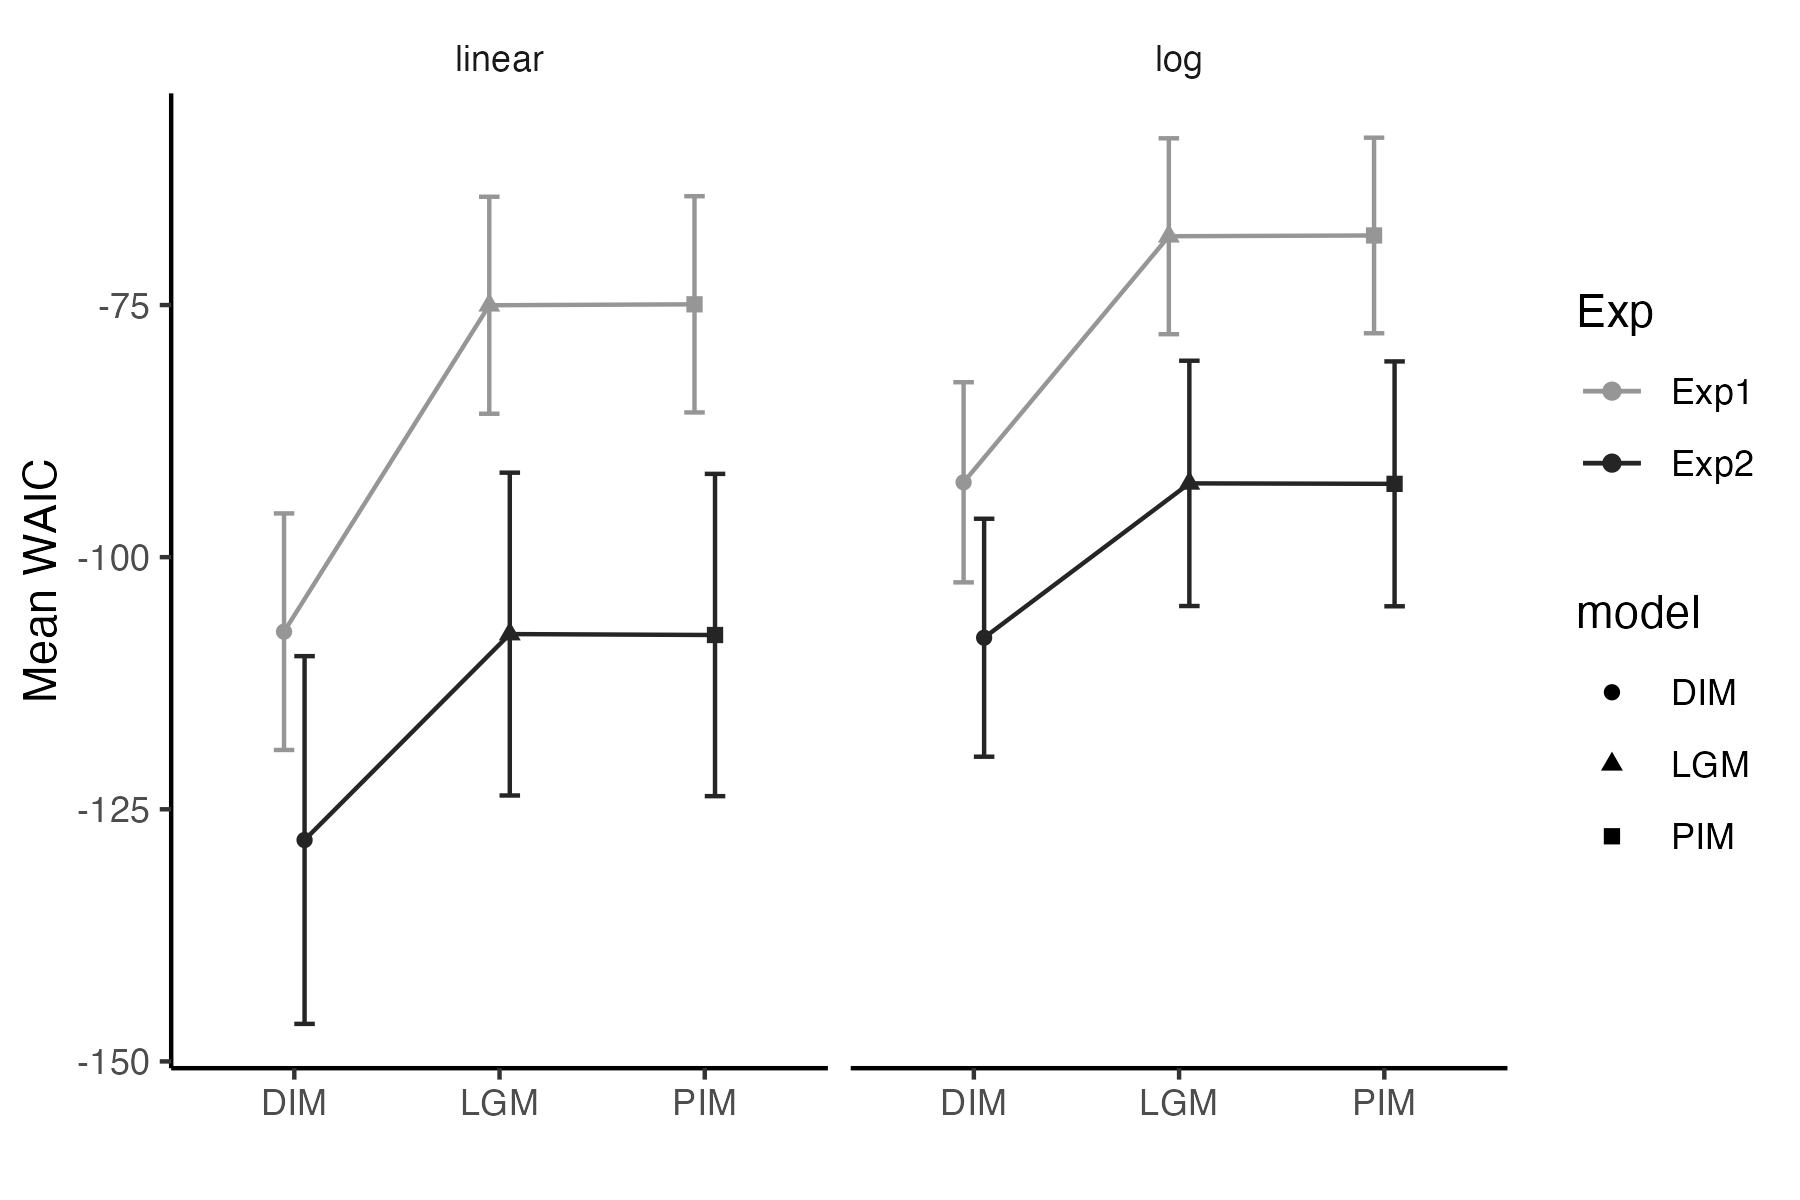 linear
log
Mean WAIC
-75
-100
-125
-150
DIM
LGM
PIM
DIM
LGM
PIM
Exp
Exp1
Exp2
model
DIM
LGM
PIM